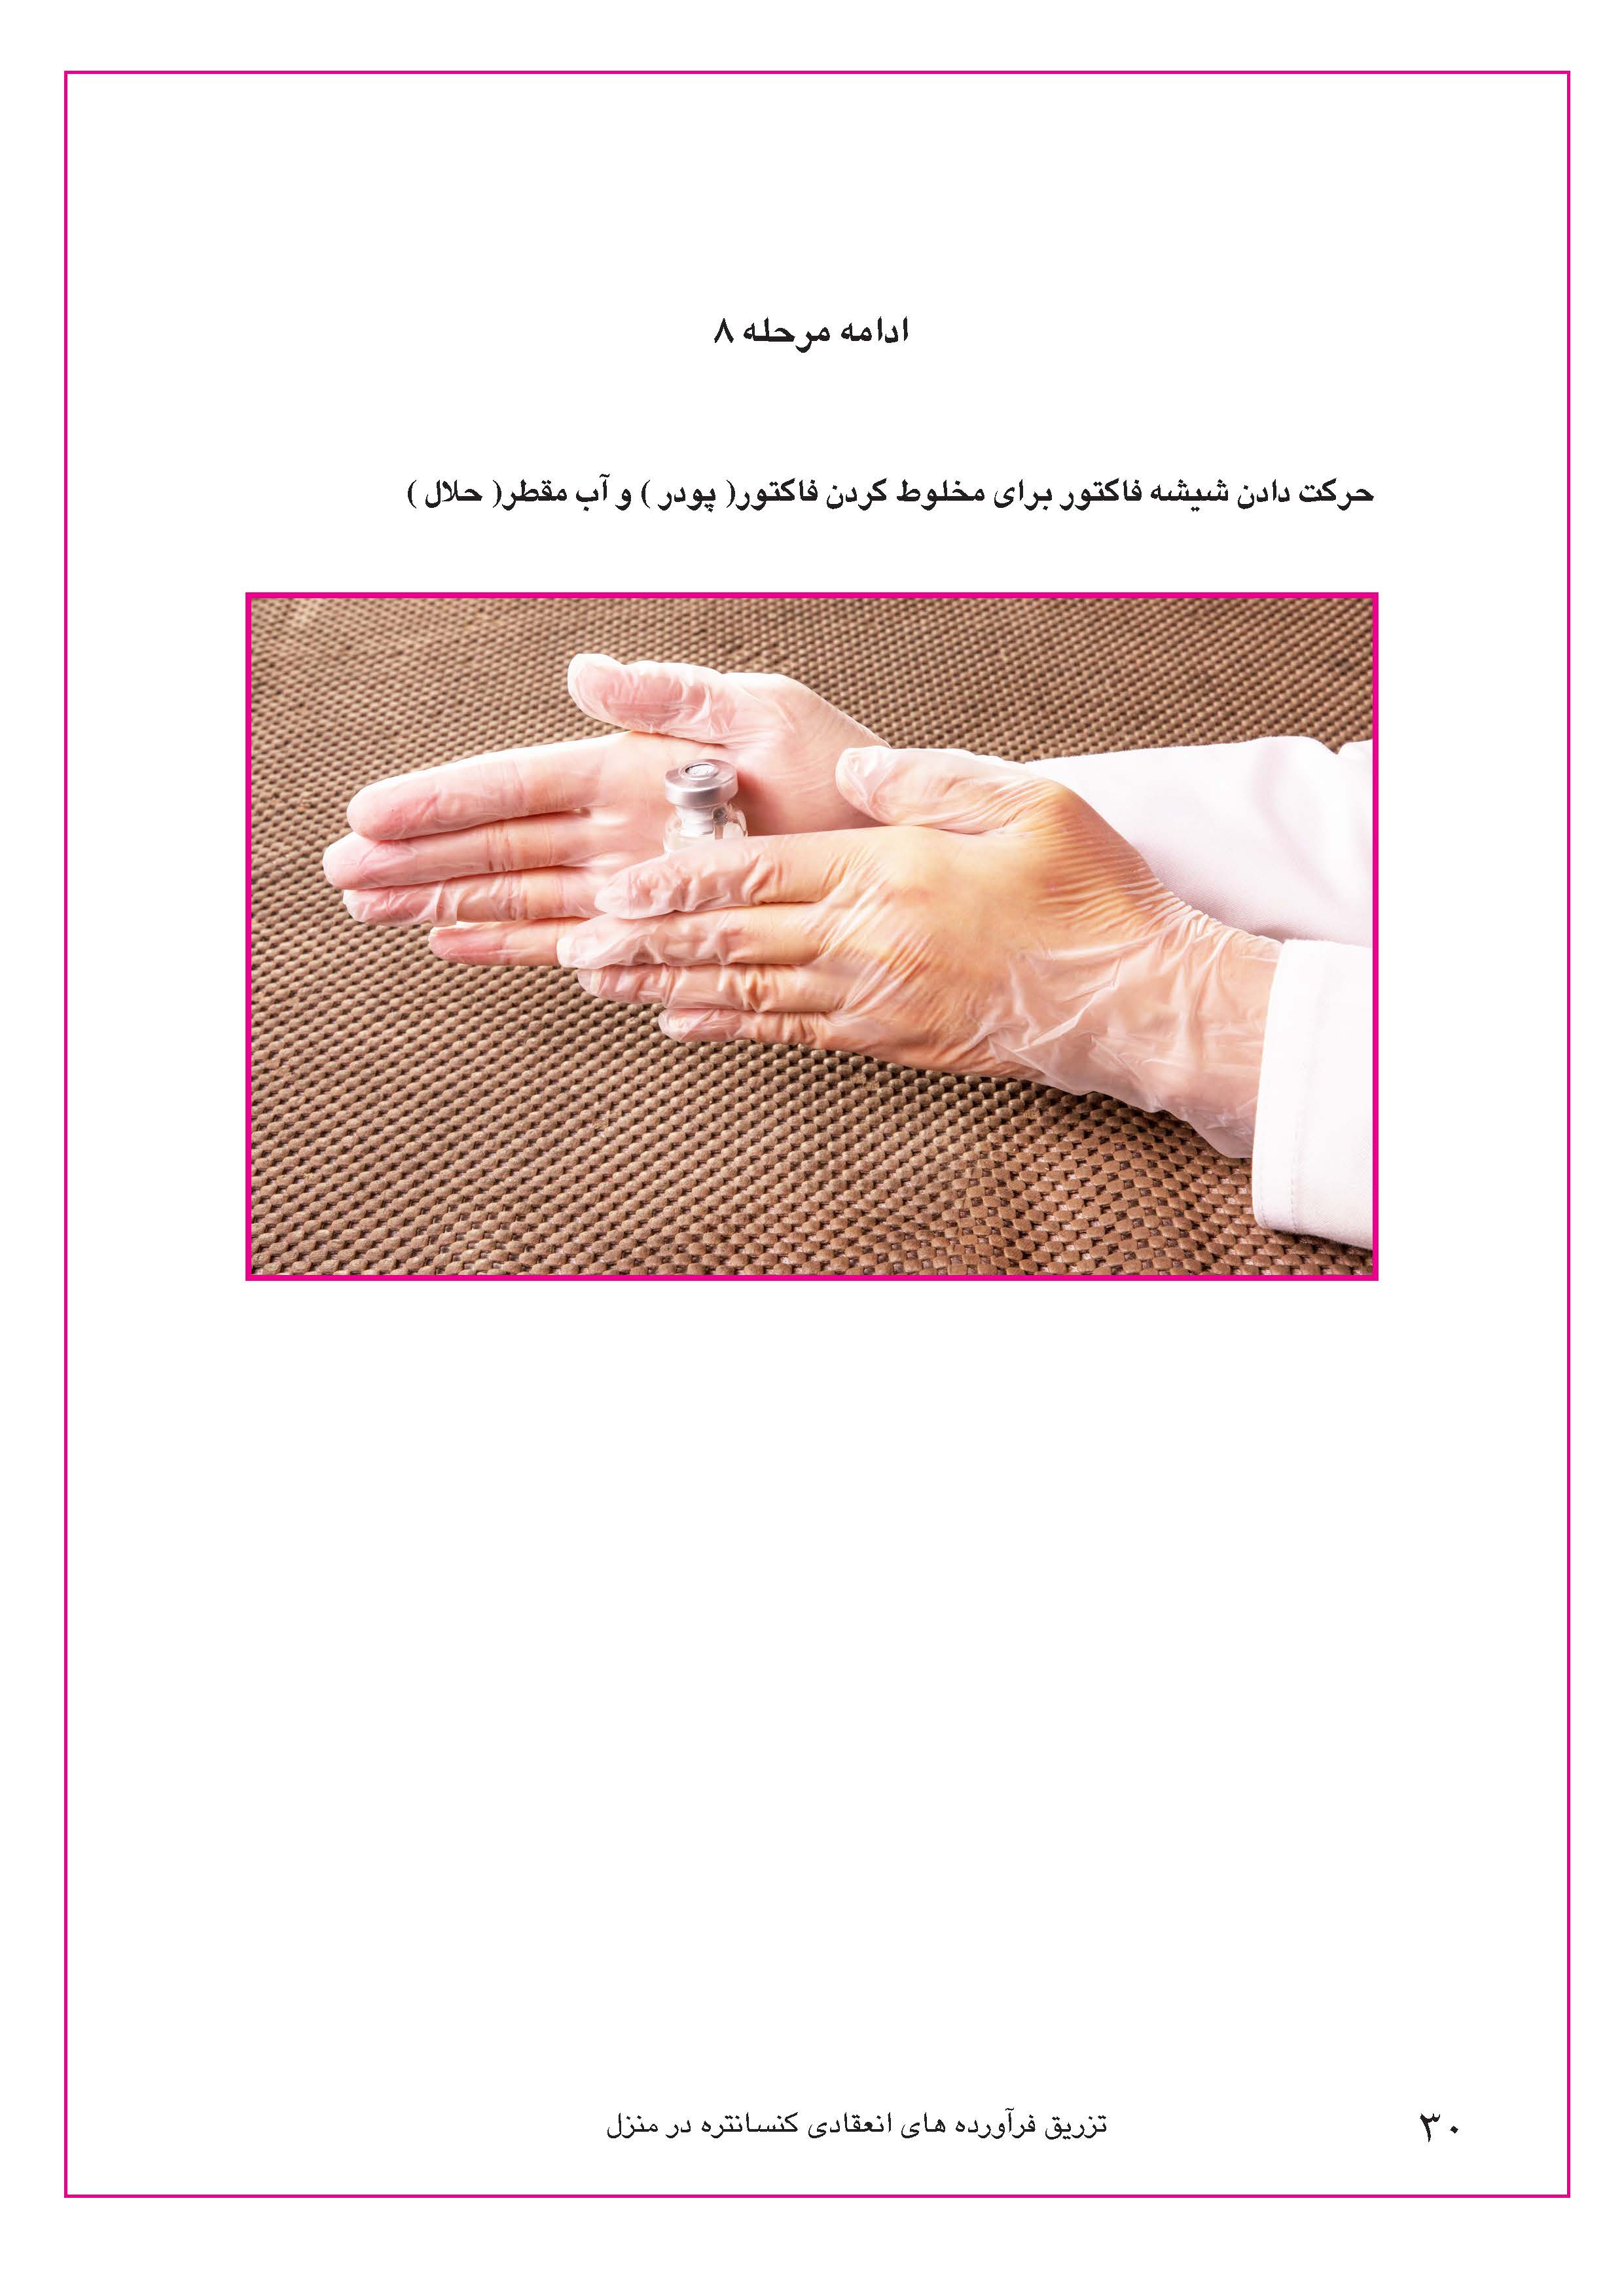 ادامه مرحله ۸
حرکت دادن شیشه فاکتور برای مخلوط کردن فاکتور( پودر ) و آب مقطر( حلال )
تزریق فرآورده های انعقادی کنسانتره در منزل
۳۰